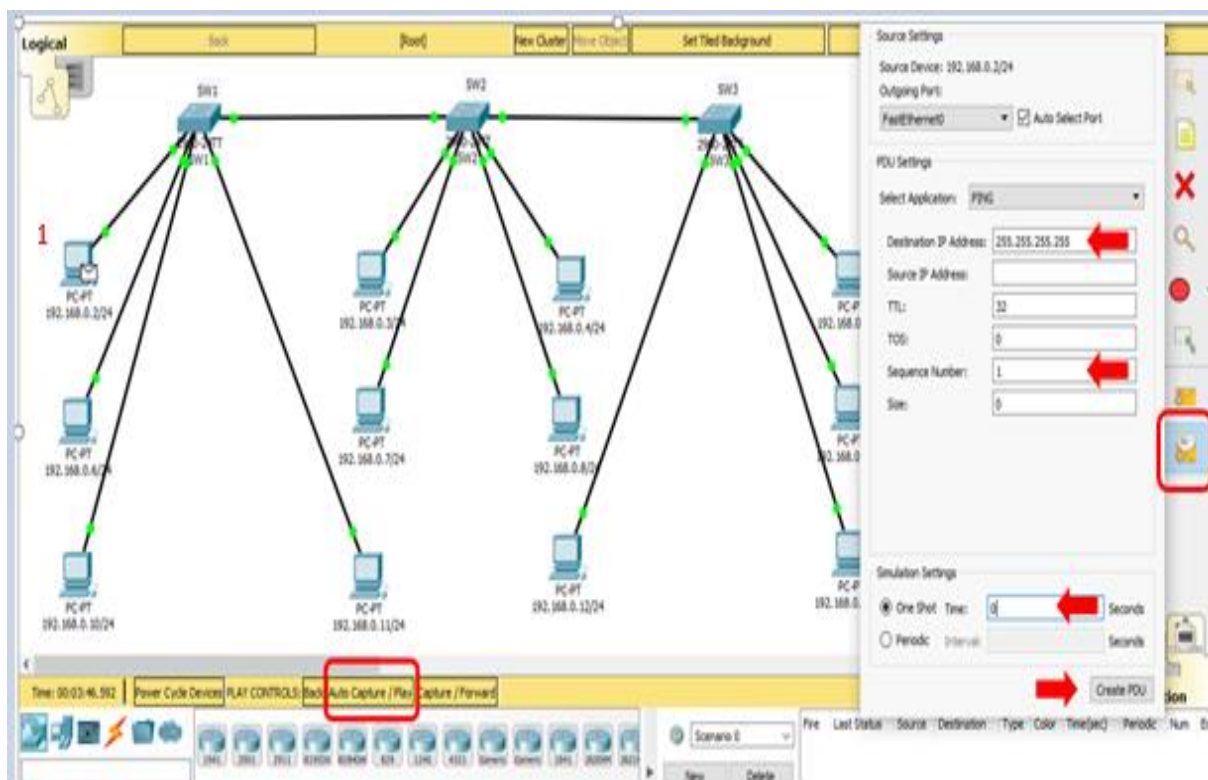 Logical
Back
[Root]
New Cluster
Move Object
Set Tiled Background
SW1
SW2
SW3
SW1
SW2
1
PC-PT
192.168.0.2/24
PC-PT
192.168.0.3/24
PC-PT
192.168.0.4/24
PC-PT
192.168.0.6/24
PC-PT
192.168.0.7/24
PC-PT
192.168.0.8/24
PC-PT
192.168.0.10/24
PC-PT
192.168.0.11/24
PC-PT
192.168.0.12/24
Source Settings
Source Device: 192.168.0.2/24
Outgoing Port:
FastEthernet0
Auto Select Port
PDU Settings
Select Application: PING
Destination IP Address: 255.255.255.255
Source IP Address:
TTL: 32
TOS: 0
Sequence Number: 1
Size: 0
Simulation Settings
One Shot Time: 0 Seconds
Periodic Interval: Seconds
Create PDU
Time: 00:03:46.592 Power Cycle Devices PLAY CONTROLS: Back Auto Capture / Play Capture / Forward
Scenario 0
New Delete
Fire Last Status Source Destination Type Color Time(sec) Periodic Num